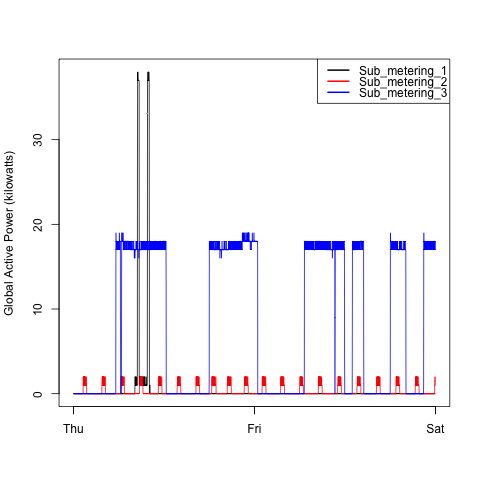 Sub_metering_1
Sub_metering_2
Sub_metering_3
Global Active Power (kilowatts)
30
20
10
0
Thu Fri Sat